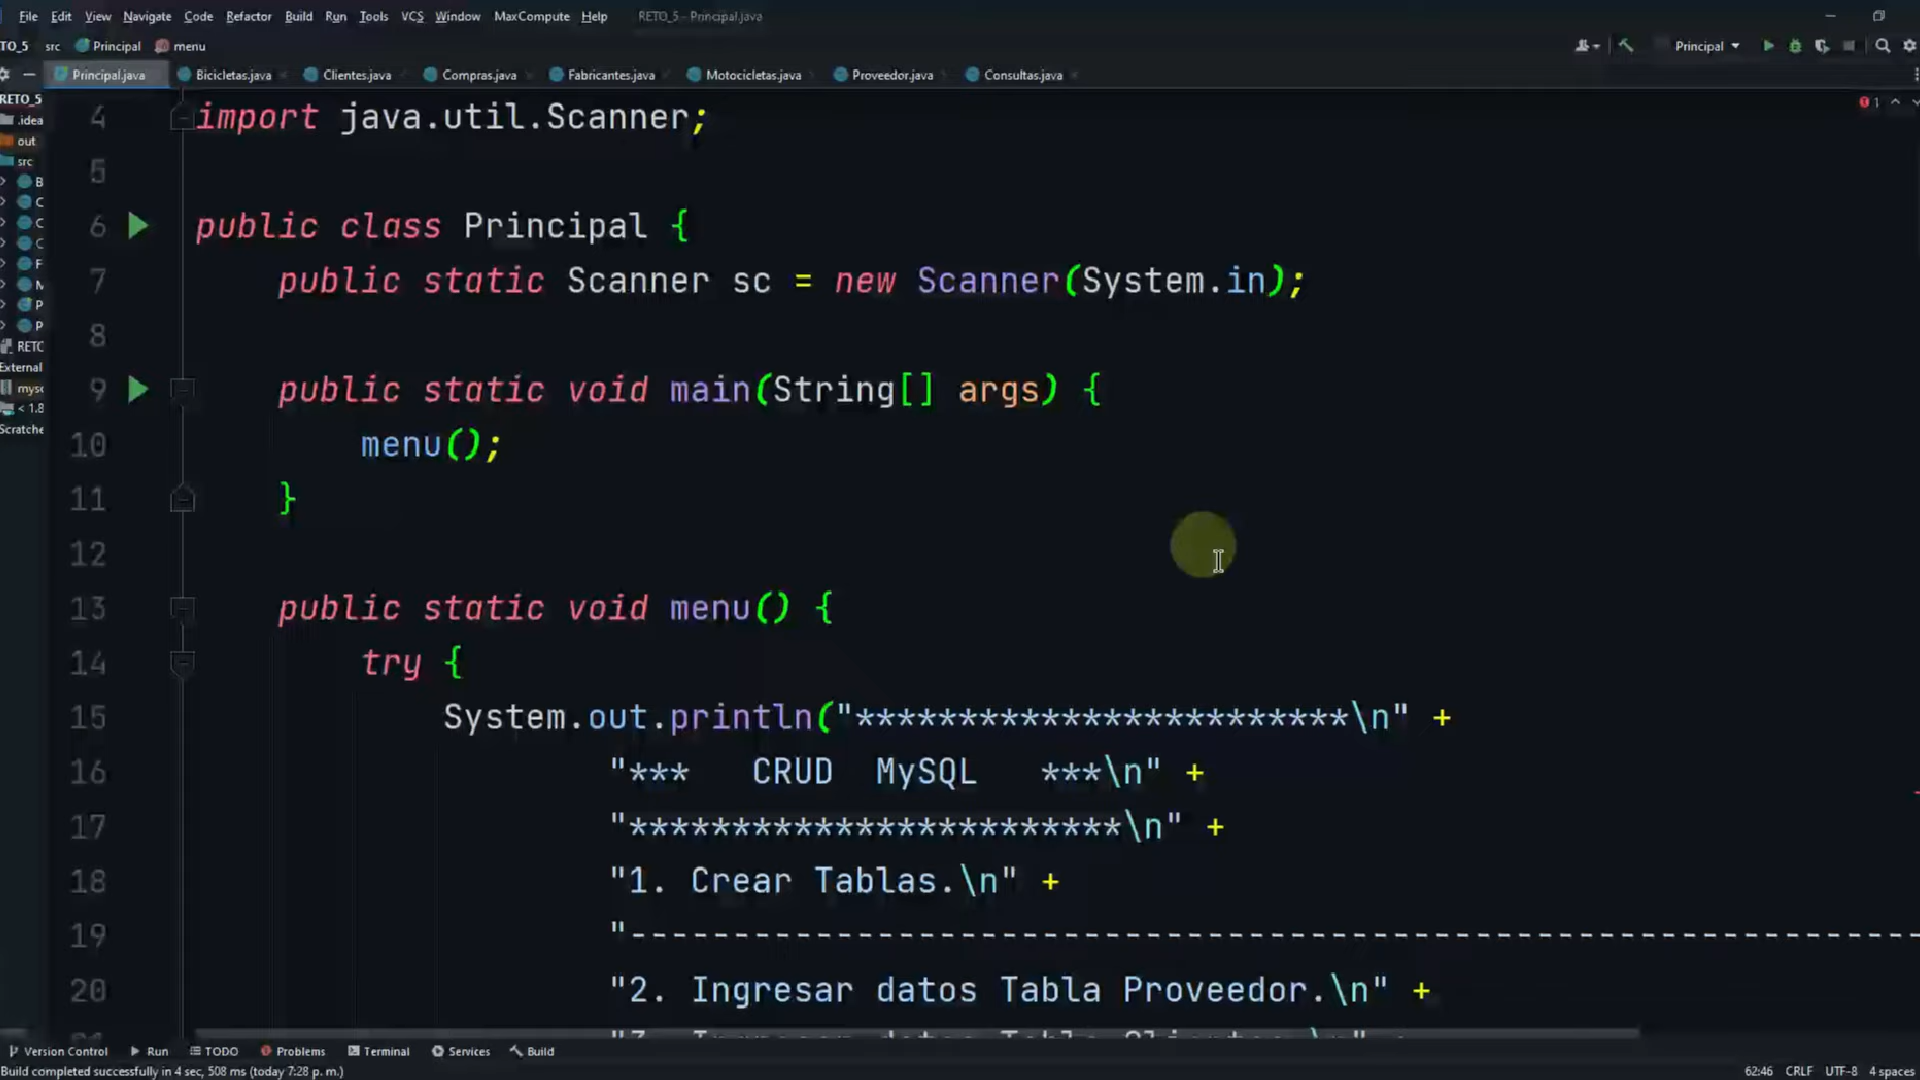 File Edit View Navigate Code Refactor Build Run Tools VCS Window MaxCompute Help RETO_5 - Principal.java
TO_5 src Principal menu Principal
Principal.java Bicicletas.java Clientes.java Compras.java Fabricantes.java Motocicletas.java Proveedor.java Consultas.java
RETO_5
.idea
out
src
B
C
C
C
F
M
P
P
RETO
External
myso
< 1.8
Scratche
1
4 import java.util.Scanner;
5
6 public class Principal {
7 public static Scanner sc = new Scanner(System.in);
8
9 public static void main(String[] args) {
10 menu();
11 }
12
13 public static void menu() {
14 try {
15 System.out.println("************************\n" +
16 "*** CRUD MySQL ***\n" +
17 "************************\n" +
18 "1. Crear Tablas.\n" +
19 "--------------------------------------------------------------
20 "2. Ingresar datos Tabla Proveedor.\n" +
Version Control Run TODO Problems Terminal Services Build
Build completed successfully in 4 sec, 508 ms (today 7:28 p. m.) 62:46 CRLF UTF-8 4 spaces